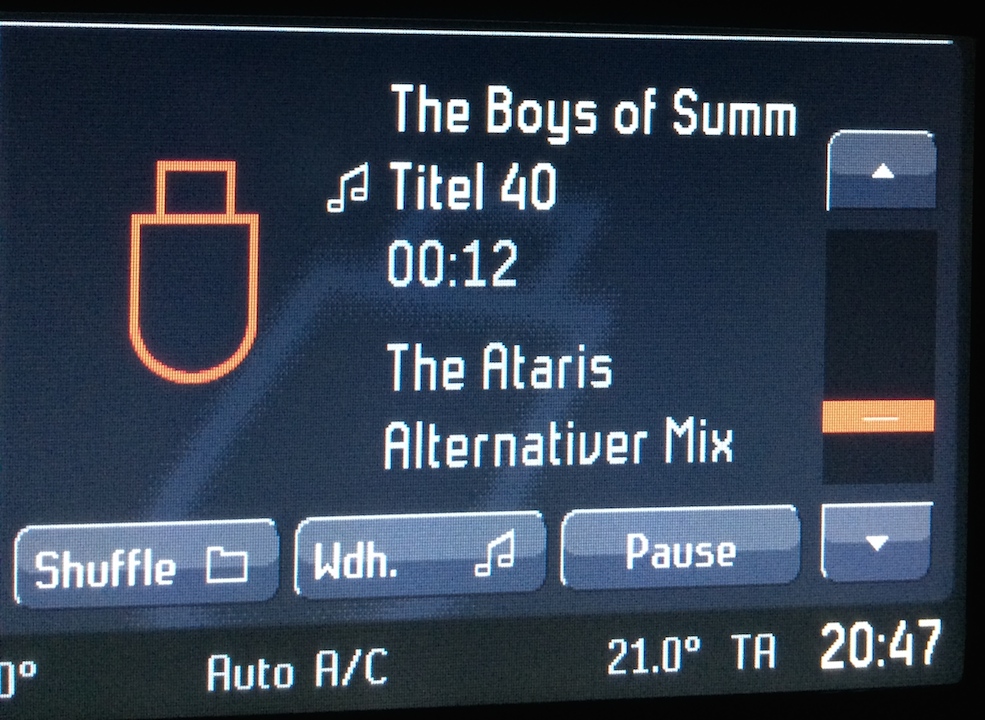 The Boys of Summ
Titel 40
00:12
The Ataris
Alternativer Mix
Shuffle Wdh. Pause
0° Auto A/C 21.0° TA 20:47